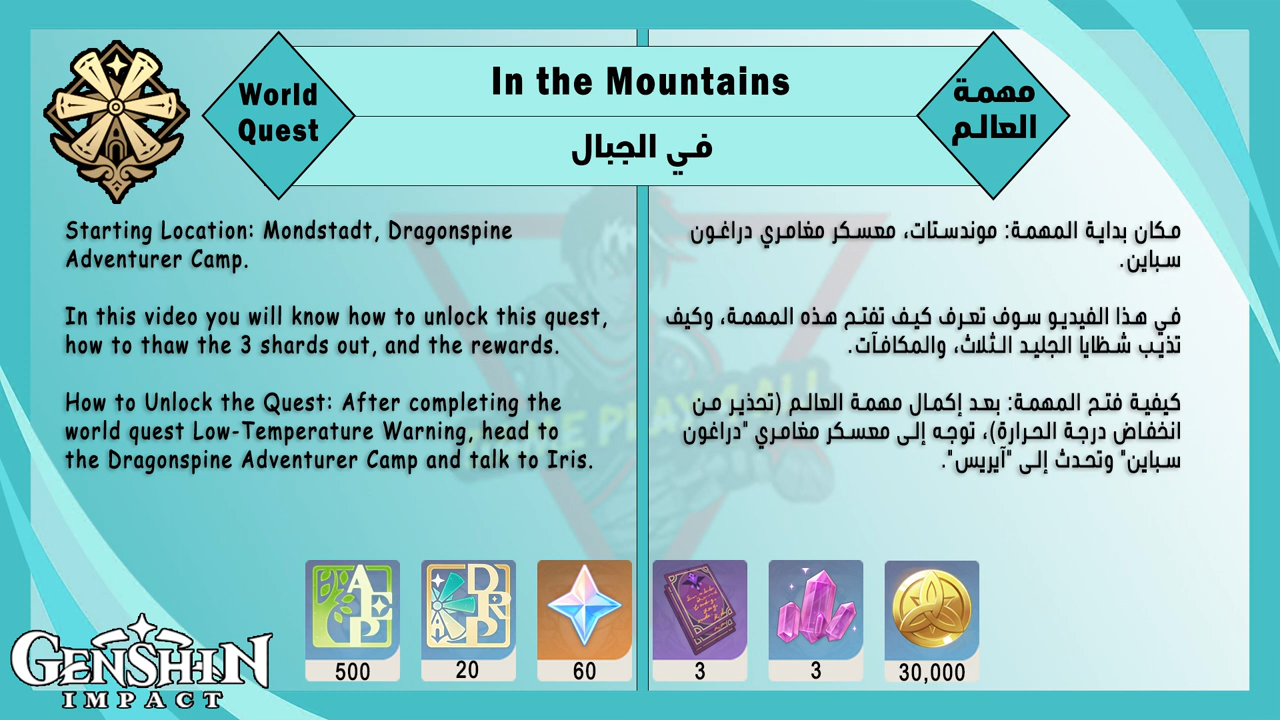 World
Quest
In the Mountains
في الجبال
مهمة
العالم
Starting Location: Mondstadt, Dragonspine
Adventurer Camp.
In this video you will know how to unlock this quest,
how to thaw the 3 shards out, and the rewards.
How to Unlock the Quest: After completing the
world quest Low-Temperature Warning, head to
the Dragonspine Adventurer Camp and talk to Iris.
مكان بداية المهمة: موندستات، معسكر مغامري دراغون
سباين.
في هذا الفيديو سوف تعرف كيف تفتح هذه المهمة، وكيف
تذيب شظايا الجليد الثلاث، والمكافآت.
كيفية فتح المهمة: بعد إكمال مهمة العالم (تحذير من
انخفاض درجة الحرارة)، توجه إلى معسكر مغامري "دراغون
سباين" وتحدث إلى "آيريس".
AEP
DRP
500
20
60
3
3
30,000
GENSHIN
IMPACT